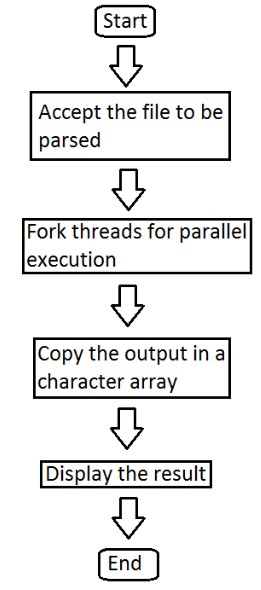 Start
Accept the file to be
parsed
Fork threads for parallel
execution
Copy the output in a
character array
Display the result
End